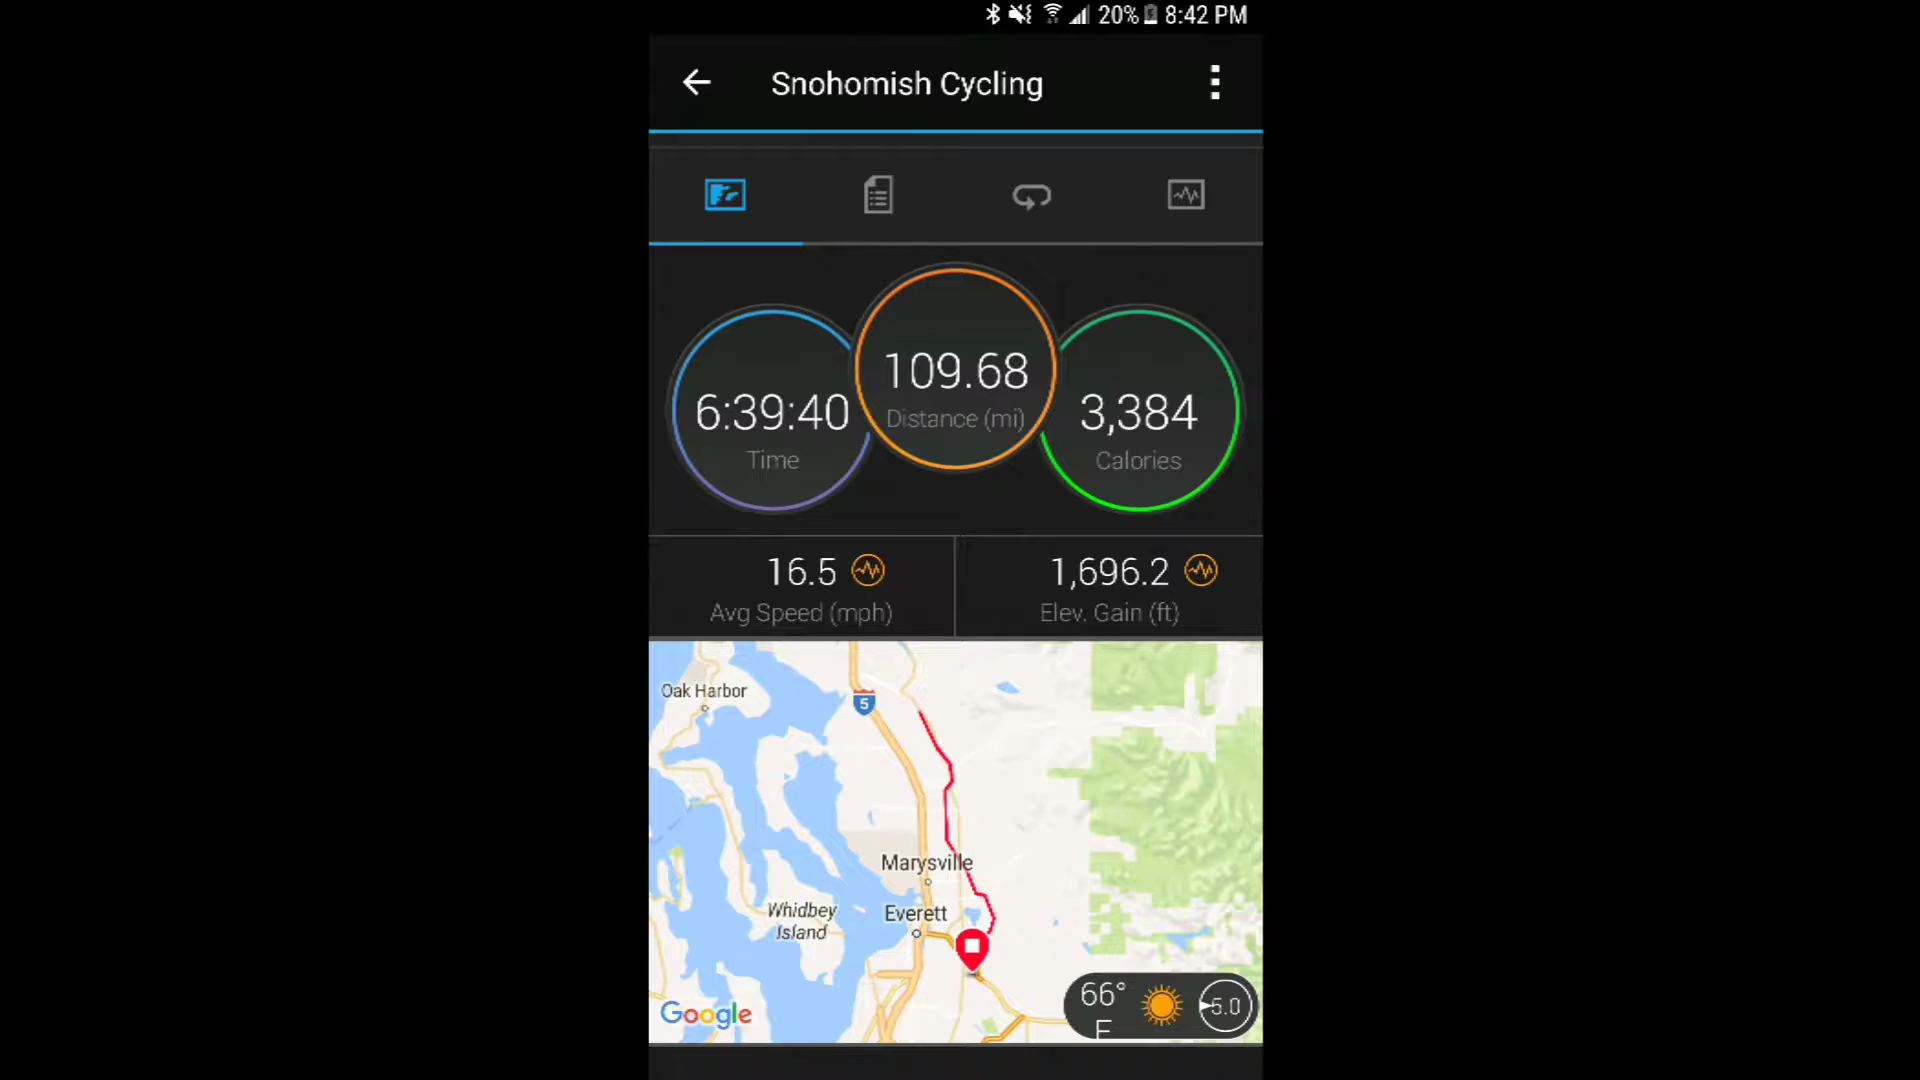 20% 8:42 PM
Snohomish Cycling
109.68
Distance (mi)
6:39:40
Time
3,384
Calories
16.5
Avg Speed (mph)
1,696.2
Elev. Gain (ft)
Oak Harbor
5
Marysville
Whidbey
Island
Everett
Google
66°
F
5.0